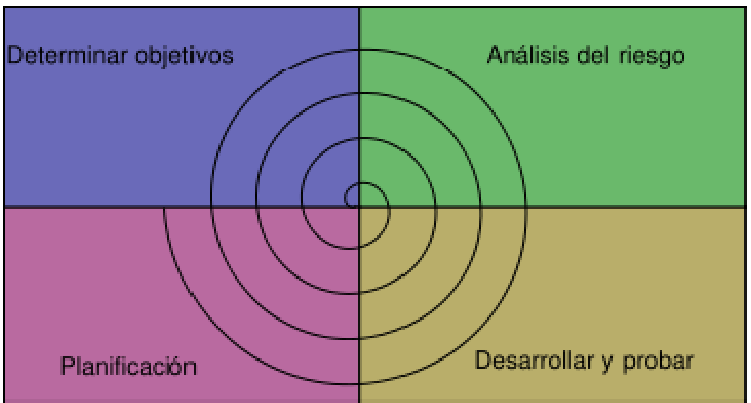 Determinar objetivos
Análisis del riesgo
Planificación
Desarrollar y probar